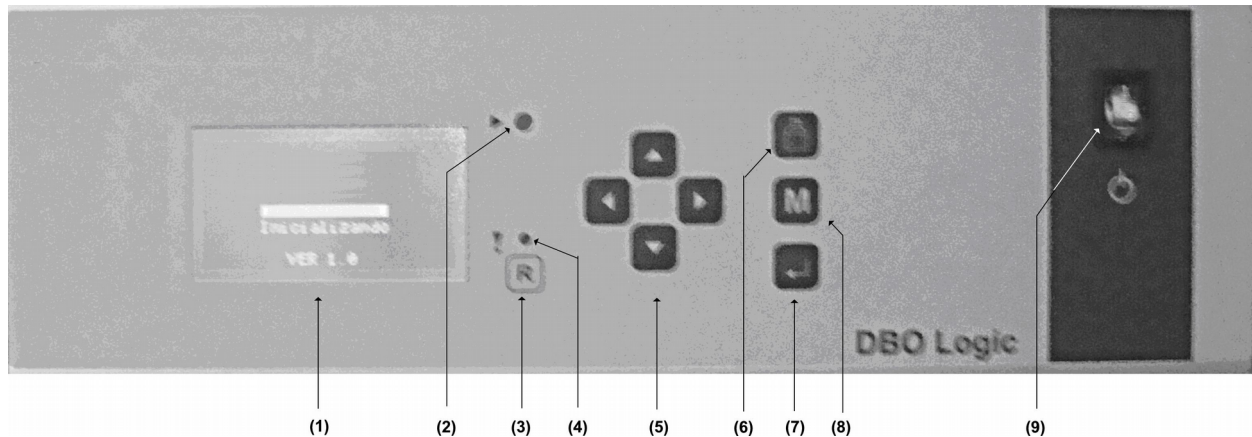 Inicializando
VER 1.0
R
M
DBO Logic
(1) (2) (3) (4) (5) (6) (7) (8) (9)